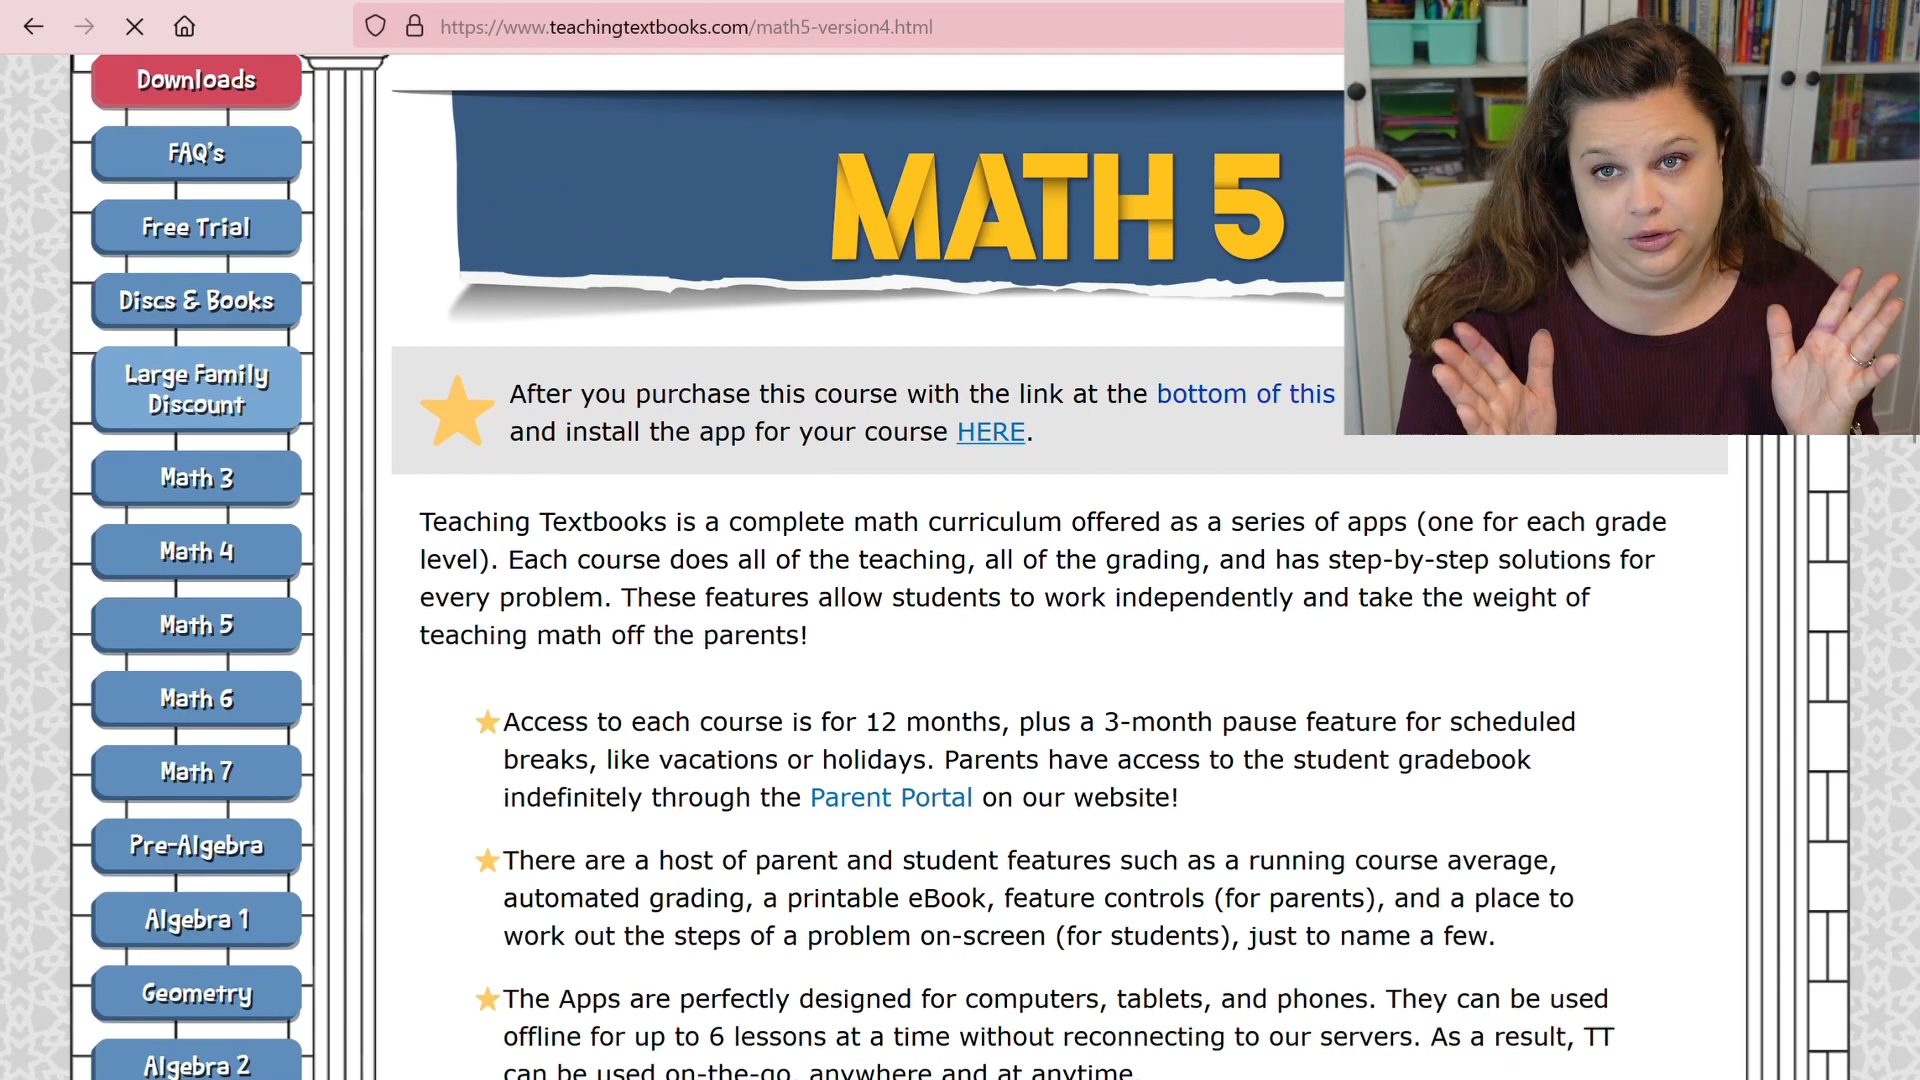 https://www.teachingtextbooks.com/math5-version4.html
Downloads
FAQ's
Free Trial
Discs & Books
Large Family
Discount
Math 3
Math 4
Math 5
Math 6
Math 7
Pre-Algebra
Algebra 1
Geometry
Algebra 2
MATH 5
After you purchase this course with the link at the bottom of this
and install the app for your course HERE.
Teaching Textbooks is a complete math curriculum offered as a series of apps (one for each grade
level). Each course does all of the teaching, all of the grading, and has step-by-step solutions for
every problem. These features allow students to work independently and take the weight of
teaching math off the parents!
Access to each course is for 12 months, plus a 3-month pause feature for scheduled
breaks, like vacations or holidays. Parents have access to the student gradebook
indefinitely through the Parent Portal on our website!
There are a host of parent and student features such as a running course average,
automated grading, a printable eBook, feature controls (for parents), and a place to
work out the steps of a problem on-screen (for students), just to name a few.
The Apps are perfectly designed for computers, tablets, and phones. They can be used
offline for up to 6 lessons at a time without reconnecting to our servers. As a result, TT
can be used on-the-go, anywhere and at anytime.